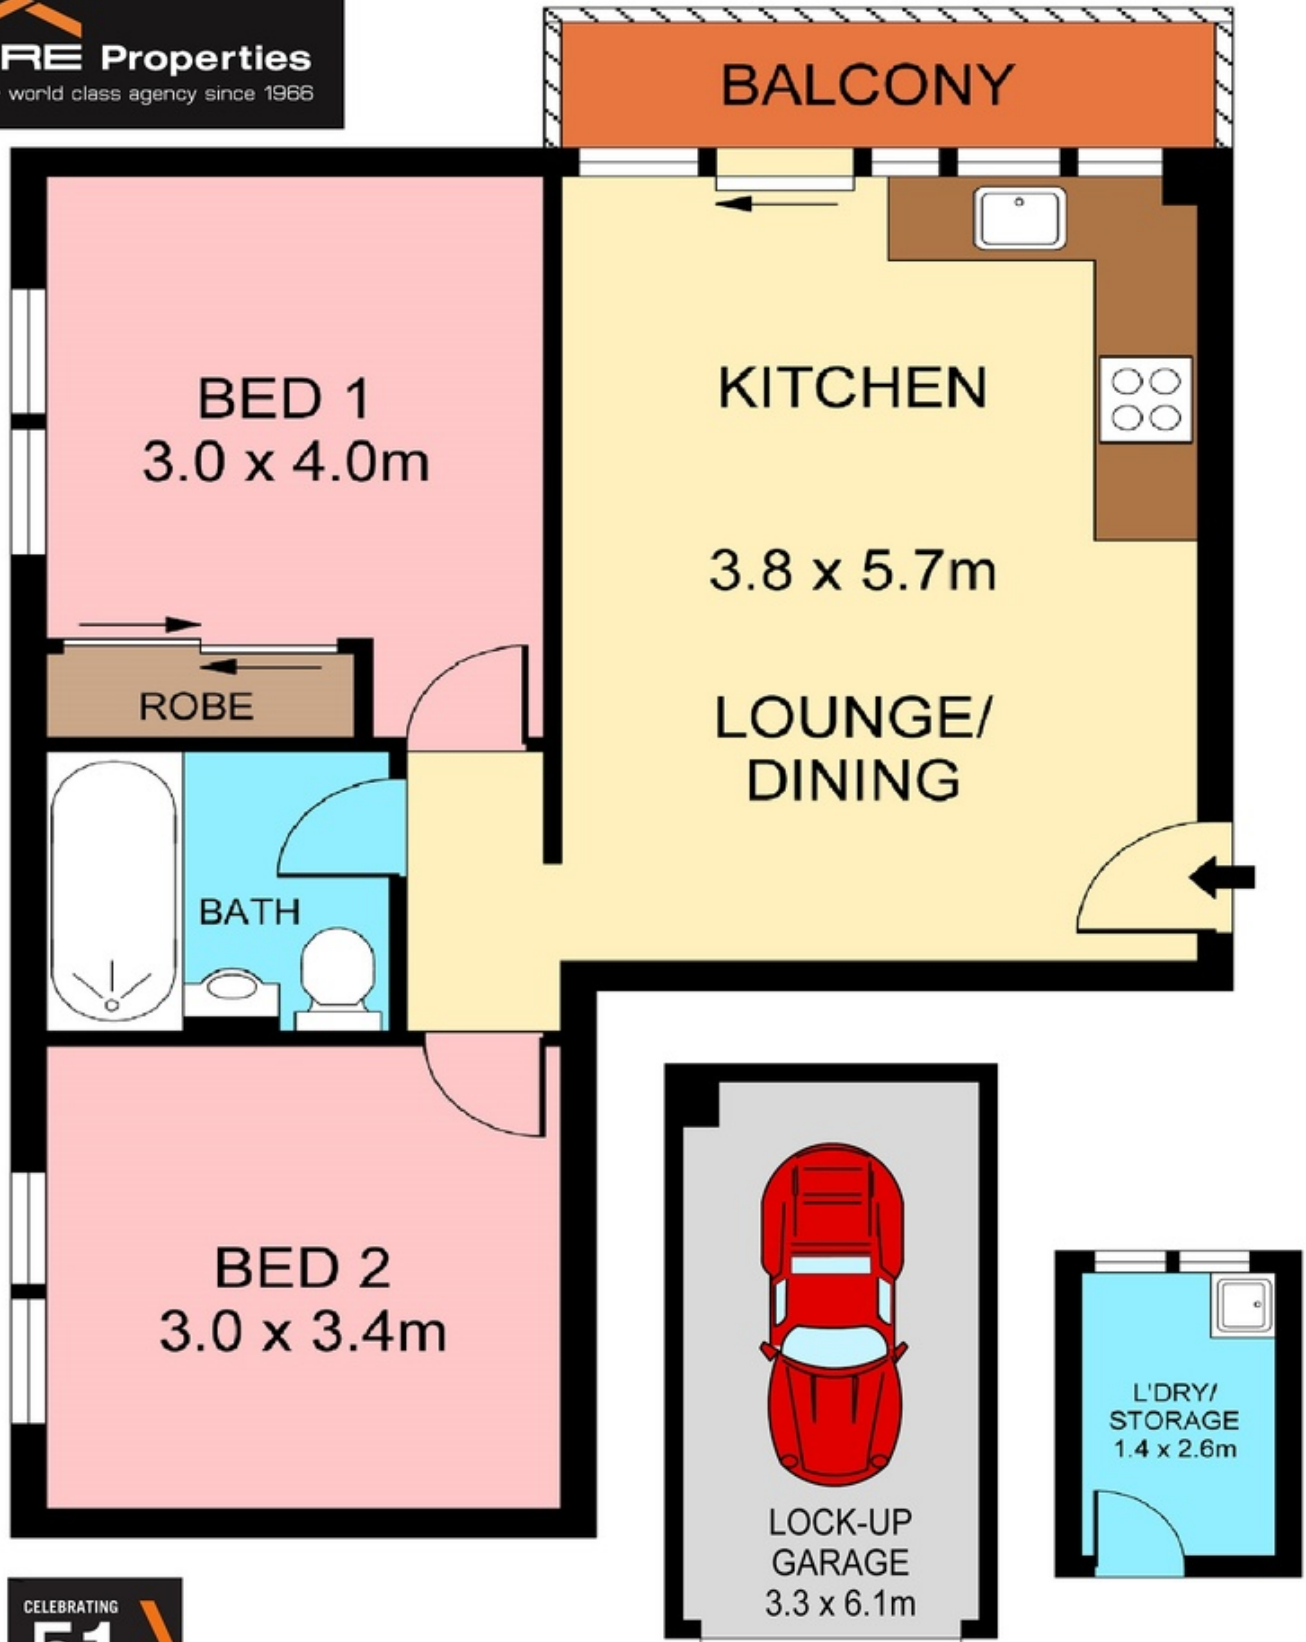 RE Properties
world class agency since 1966
BALCONY
BED 1
3.0 x 4.0m
KITCHEN
3.8 x 5.7m
ROBE
LOUNGE/
DINING
BATH
BED 2
3.0 x 3.4m
L'DRY/
STORAGE
1.4 x 2.6m
LOCK-UP
GARAGE
3.3 x 6.1m
CELEBRATING
51